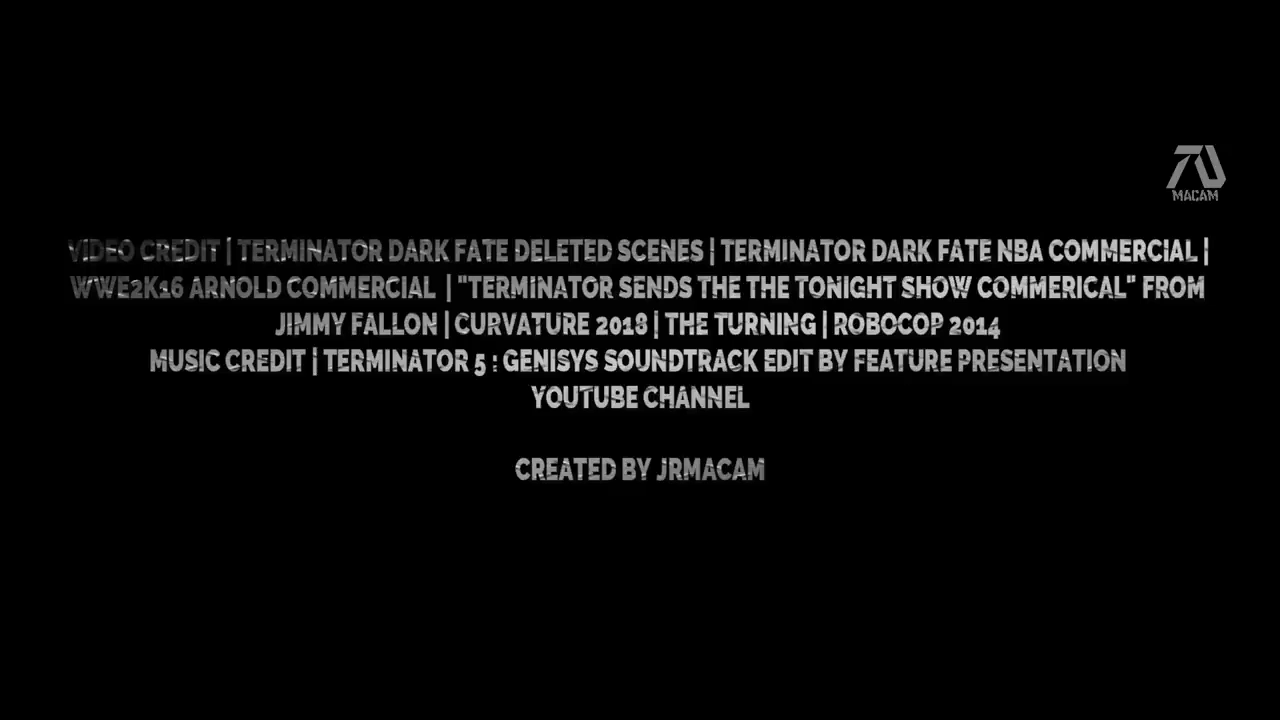 MACAM
VIDEO CREDIT | TERMINATOR DARK FATE DELETED SCENES | TERMINATOR DARK FATE NBA COMMERCIAL |
WWE2K16 ARNOLD COMMERCIAL | "TERMINATOR SENDS THE THE TONIGHT SHOW COMMERICAL" FROM
JIMMY FALLON | CURVATURE 2018 | THE TURNING | ROBOCOP 2014
MUSIC CREDIT | TERMINATOR 5 : GENISYS SOUNDTRACK EDIT BY FEATURE PRESENTATION
YOUTUBE CHANNEL
CREATED BY JRMACAM